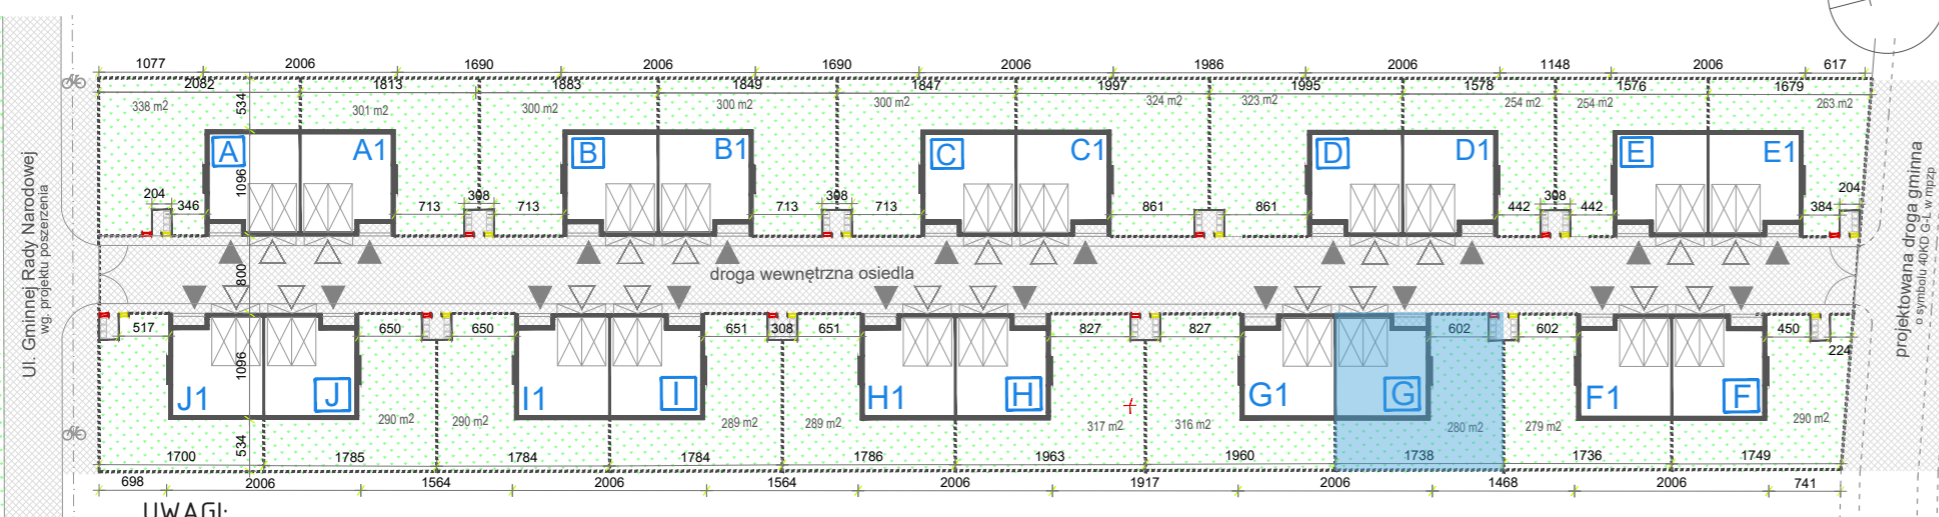 1077 2006 1690 2006 1690 2006 1986 2006 1148 2006 617
2082 1813 1883 1849 1847 1997 1995 1578 1576 1679
338 m2 534 301 m2 300 m2 300 m2 300 m2 324 m2 323 m2 254 m2 254 m2 263 m2
A A1 B B1 C C1 D D1 E E1
1096
204 346 713 308 713 713 308 713 861 861 442 308 442 384 204
Ul. Gminnej Rady Narodowej
wg. projektu poszerzenia
800
droga wewnętrzna osiedla
projektowana droga gminna
o symbolu 40KD G-L w mpzp
517 650 650 651 308 651 827 827 602 602 450
224
1096
J1 J I1 I H1 H G1 G F1 F
290 m2 290 m2 289 m2 289 m2 317 m2 316 m2 280 m2 279 m2 290 m2
534
1700 1785 1784 1784 1786 1963 1960 1738 1736 1749
698 2006 1564 2006 1564 2006 1917 2006 1468 2006 741
UWAGI: